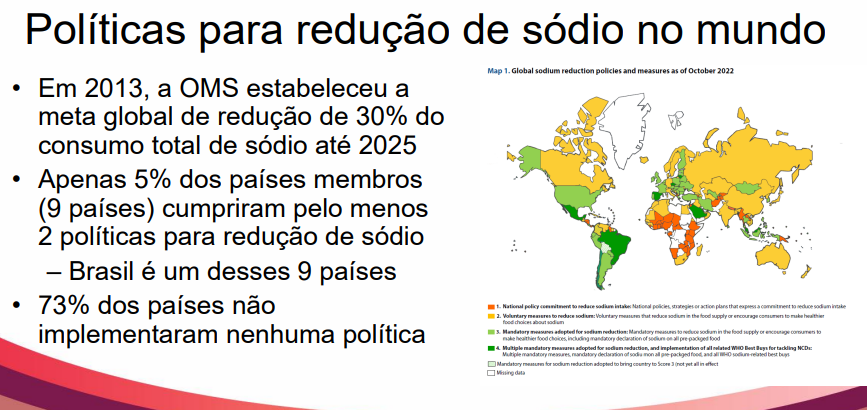 Políticas para redução de sódio no mundo
• Em 2013, a OMS estabeleceu a
meta global de redução de 30% do
consumo total de sódio até 2025
• Apenas 5% dos países membros
(9 países) cumpriram pelo menos
2 políticas para redução de sódio
– Brasil é um desses 9 países
• 73% dos países não
implementaram nenhuma política
Map 1. Global sodium reduction policies and measures as of October 2022
1. National policy commitment to reduce sodium intake: National policies, strategies or action plans that express a commitment to reduce sodium intake
2. Voluntary measures to reduce sodium: Voluntary measures that reduce sodium in the food supply or encourage consumers to make healthier
food choices about sodium
3. Mandatory measures adopted for sodium reduction: Mandatory measures to reduce sodium in the food supply or encourage consumers to
make healthier food choices, including mandatory declaration of sodium on all pre-packged food
4. Multiple mandatory measures adopted for sodium reduction, and implementation of all related WHO Best Buys for tackling NCDs:
Multiple mandatory measures, mandatory declaration of sodiu mon all pre-packged food, and all WHO sodium-related best buys
Mandatory measures for sodium reduction adopted to bring country to Score 3 (not yet all in effect)
Missing data